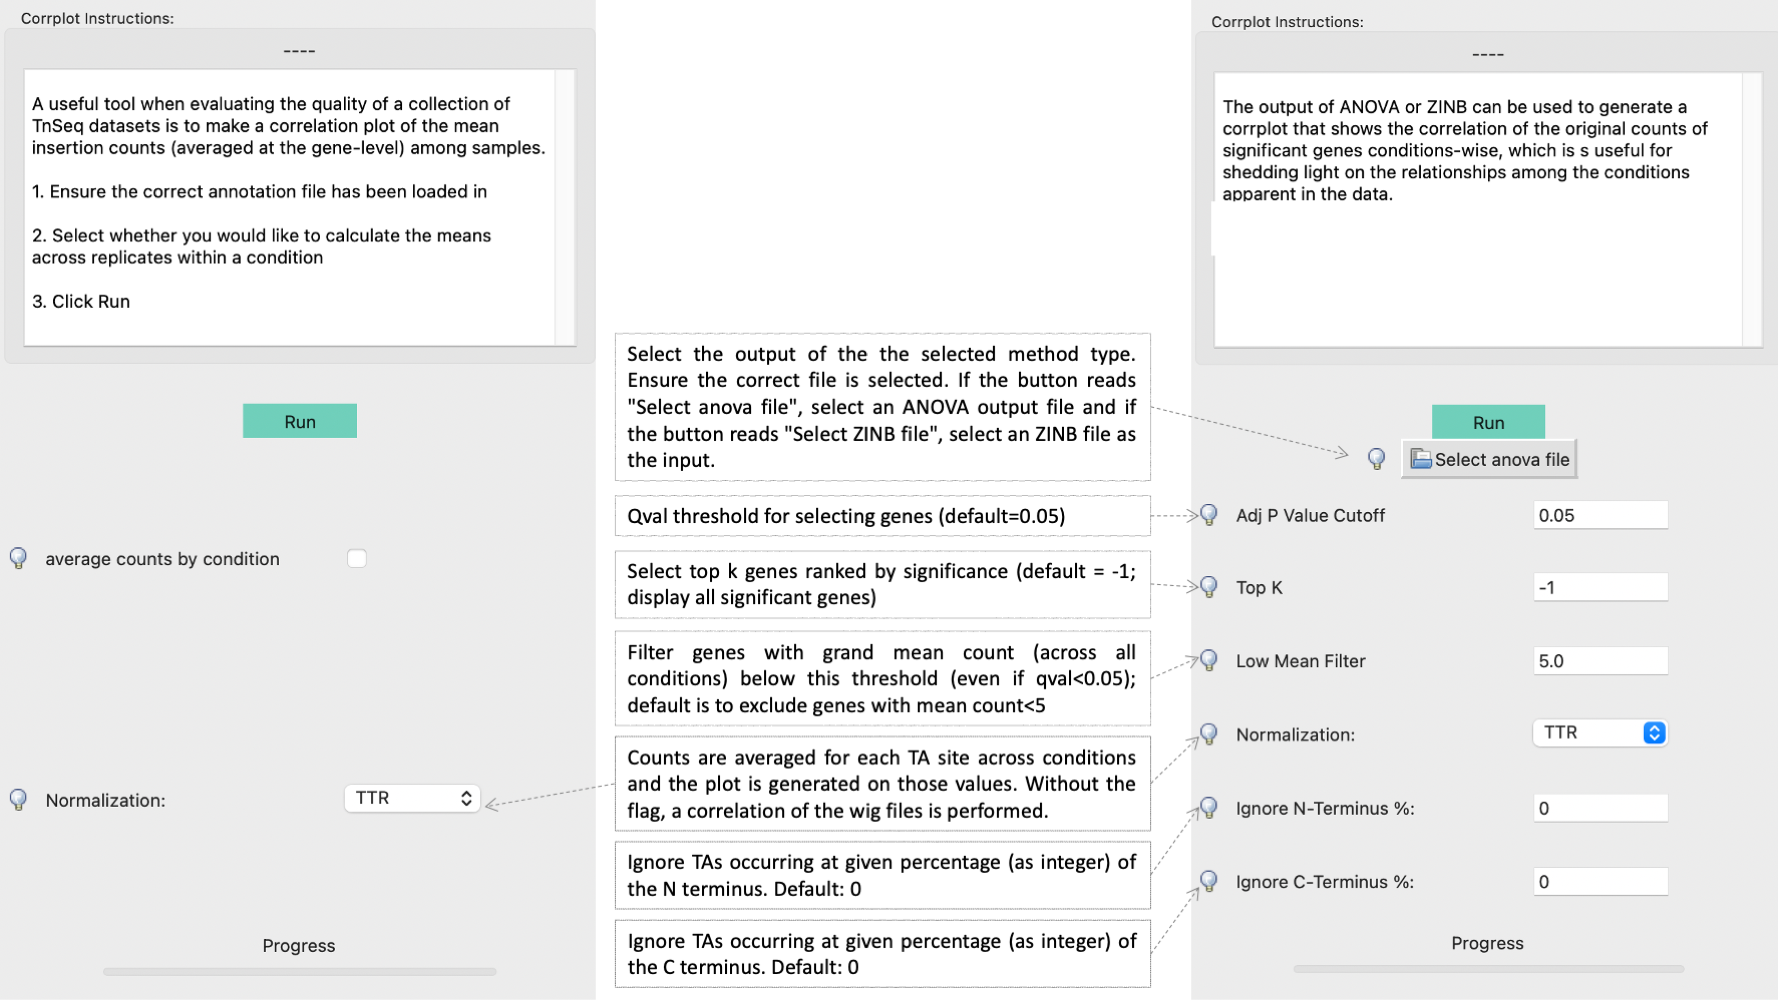 Corrplot Instructions:
----
A useful tool when evaluating the quality of a collection of
TnSeq datasets is to make a correlation plot of the mean
insertion counts (averaged at the gene-level) among samples.
1. Ensure the correct annotation file has been loaded in
2. Select whether you would like to calculate the means
across replicates within a condition
3. Click Run
Run
average counts by condition
Normalization:
TTR
Progress
Select the output of the the selected method type.
Ensure the correct file is selected. If the button reads
"Select anova file", select an ANOVA output file and if
the button reads "Select ZINB file", select an ZINB file as
the input.
Qval threshold for selecting genes (default=0.05)
Select top k genes ranked by significance (default = -1;
display all significant genes)
Filter genes with grand mean count (across all
conditions) below this threshold (even if qval<0.05);
default is to exclude genes with mean count<5
Counts are averaged for each TA site across conditions
and the plot is generated on those values. Without the
flag, a correlation of the wig files is performed.
Ignore TAs occurring at given percentage (as integer) of
the N terminus. Default: 0
Ignore TAs occurring at given percentage (as integer) of
the C terminus. Default: 0
Corrplot Instructions:
----
The output of ANOVA or ZINB can be used to generate a
corrplot that shows the correlation of the original counts of
significant genes conditions-wise, which is s useful for
shedding light on the relationships among the conditions
apparent in the data.
Run
Select anova file
Adj P Value Cutoff
0.05
Top K
-1
Low Mean Filter
5.0
Normalization:
TTR
Ignore N-Terminus %:
0
Ignore C-Terminus %:
0
Progress